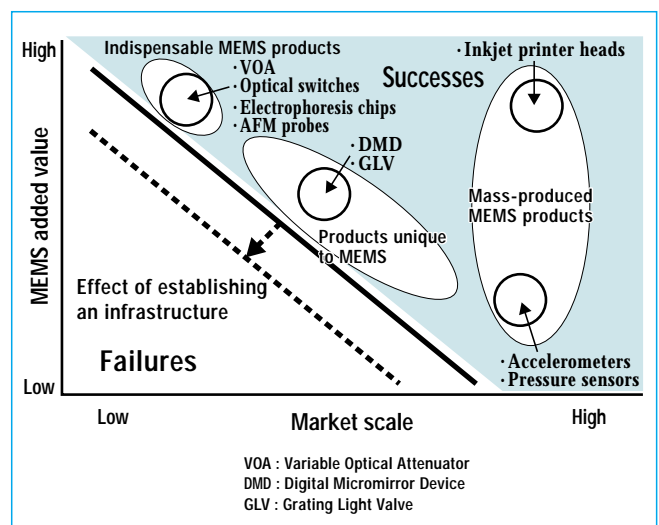 High
Indispensable MEMS products
· VOA
· Optical switches
· Electrophoresis chips
· AFM probes
Successes
· Inkjet printer heads
· DMD
· GLV
Mass-produced
MEMS products
Products unique
to MEMS
MEMS added value
Effect of establishing
an infrastructure
Failures
· Accelerometers
· Pressure sensors
Low
Low
Market scale
High
VOA : Variable Optical Attenuator
DMD : Digital Micromirror Device
GLV : Grating Light Valve